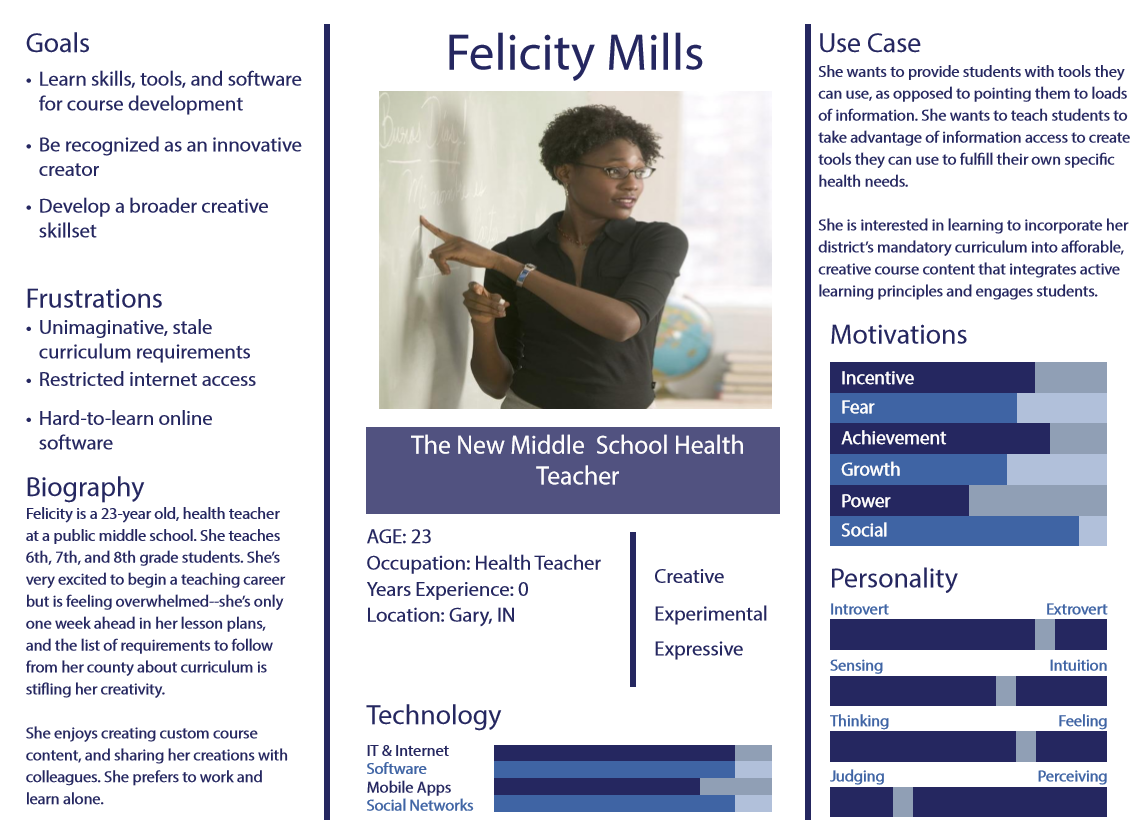 Goals
• Learn skills, tools, and software
for course development
• Be recognized as an innovative
creator
• Develop a broader creative
skillset
Frustrations
• Unimaginative, stale
curriculum requirements
• Restricted internet access
• Hard-to-learn online
software
Biography
Felicity is a 23-year old, health teacher
at a public middle school. She teaches
6th, 7th, and 8th grade students. She’s
very excited to begin a teaching career
but is feeling overwhelmed--she’s only
one week ahead in her lesson plans,
and the list of requirements to follow
from her county about curriculum is
stifling her creativity.
She enjoys creating custom course
content, and sharing her creations with
colleagues. She prefers to work and
learn alone.
Felicity Mills
The New Middle School Health
Teacher
AGE: 23
Occupation: Health Teacher
Years Experience: 0
Location: Gary, IN
Creative
Experimental
Expressive
Technology
IT & Internet
Software
Mobile Apps
Social Networks
Use Case
She wants to provide students with tools they
can use, as opposed to pointing them to loads
of information. She wants to teach students to
take advantage of information access to create
tools they can use to fulfill their own specific
health needs.
She is interested in learning to incorporate her
district’s mandatory curriculum into afforable,
creative course content that integrates active
learning principles and engages students.
Motivations
Incentive
Fear
Achievement
Growth
Power
Social
Personality
Introvert Extrovert
Sensing Intuition
Thinking Feeling
Judging Perceiving